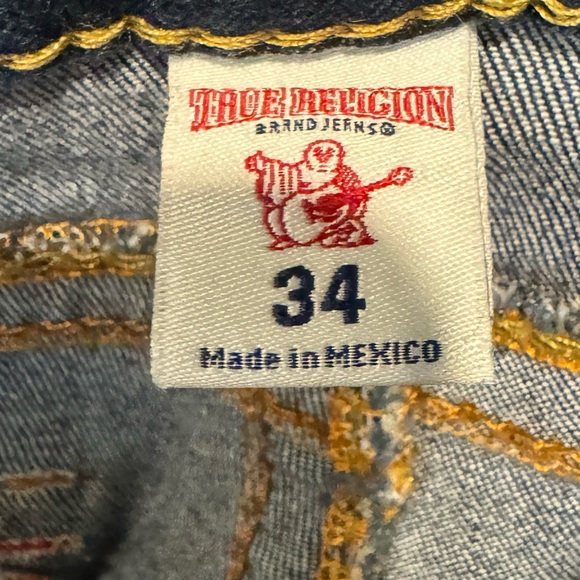 TRUE RELIGION
BRAND JEANS®
34
Made in MEXICO